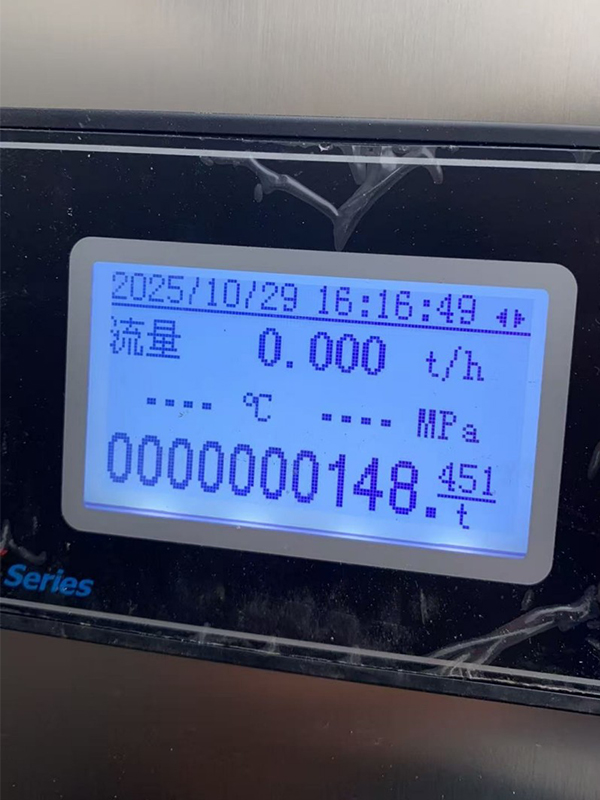 2025/10/29 16:16:49
流量 0.000 t/h
---- ℃ ---- MPa
0000000148.451 t
Series